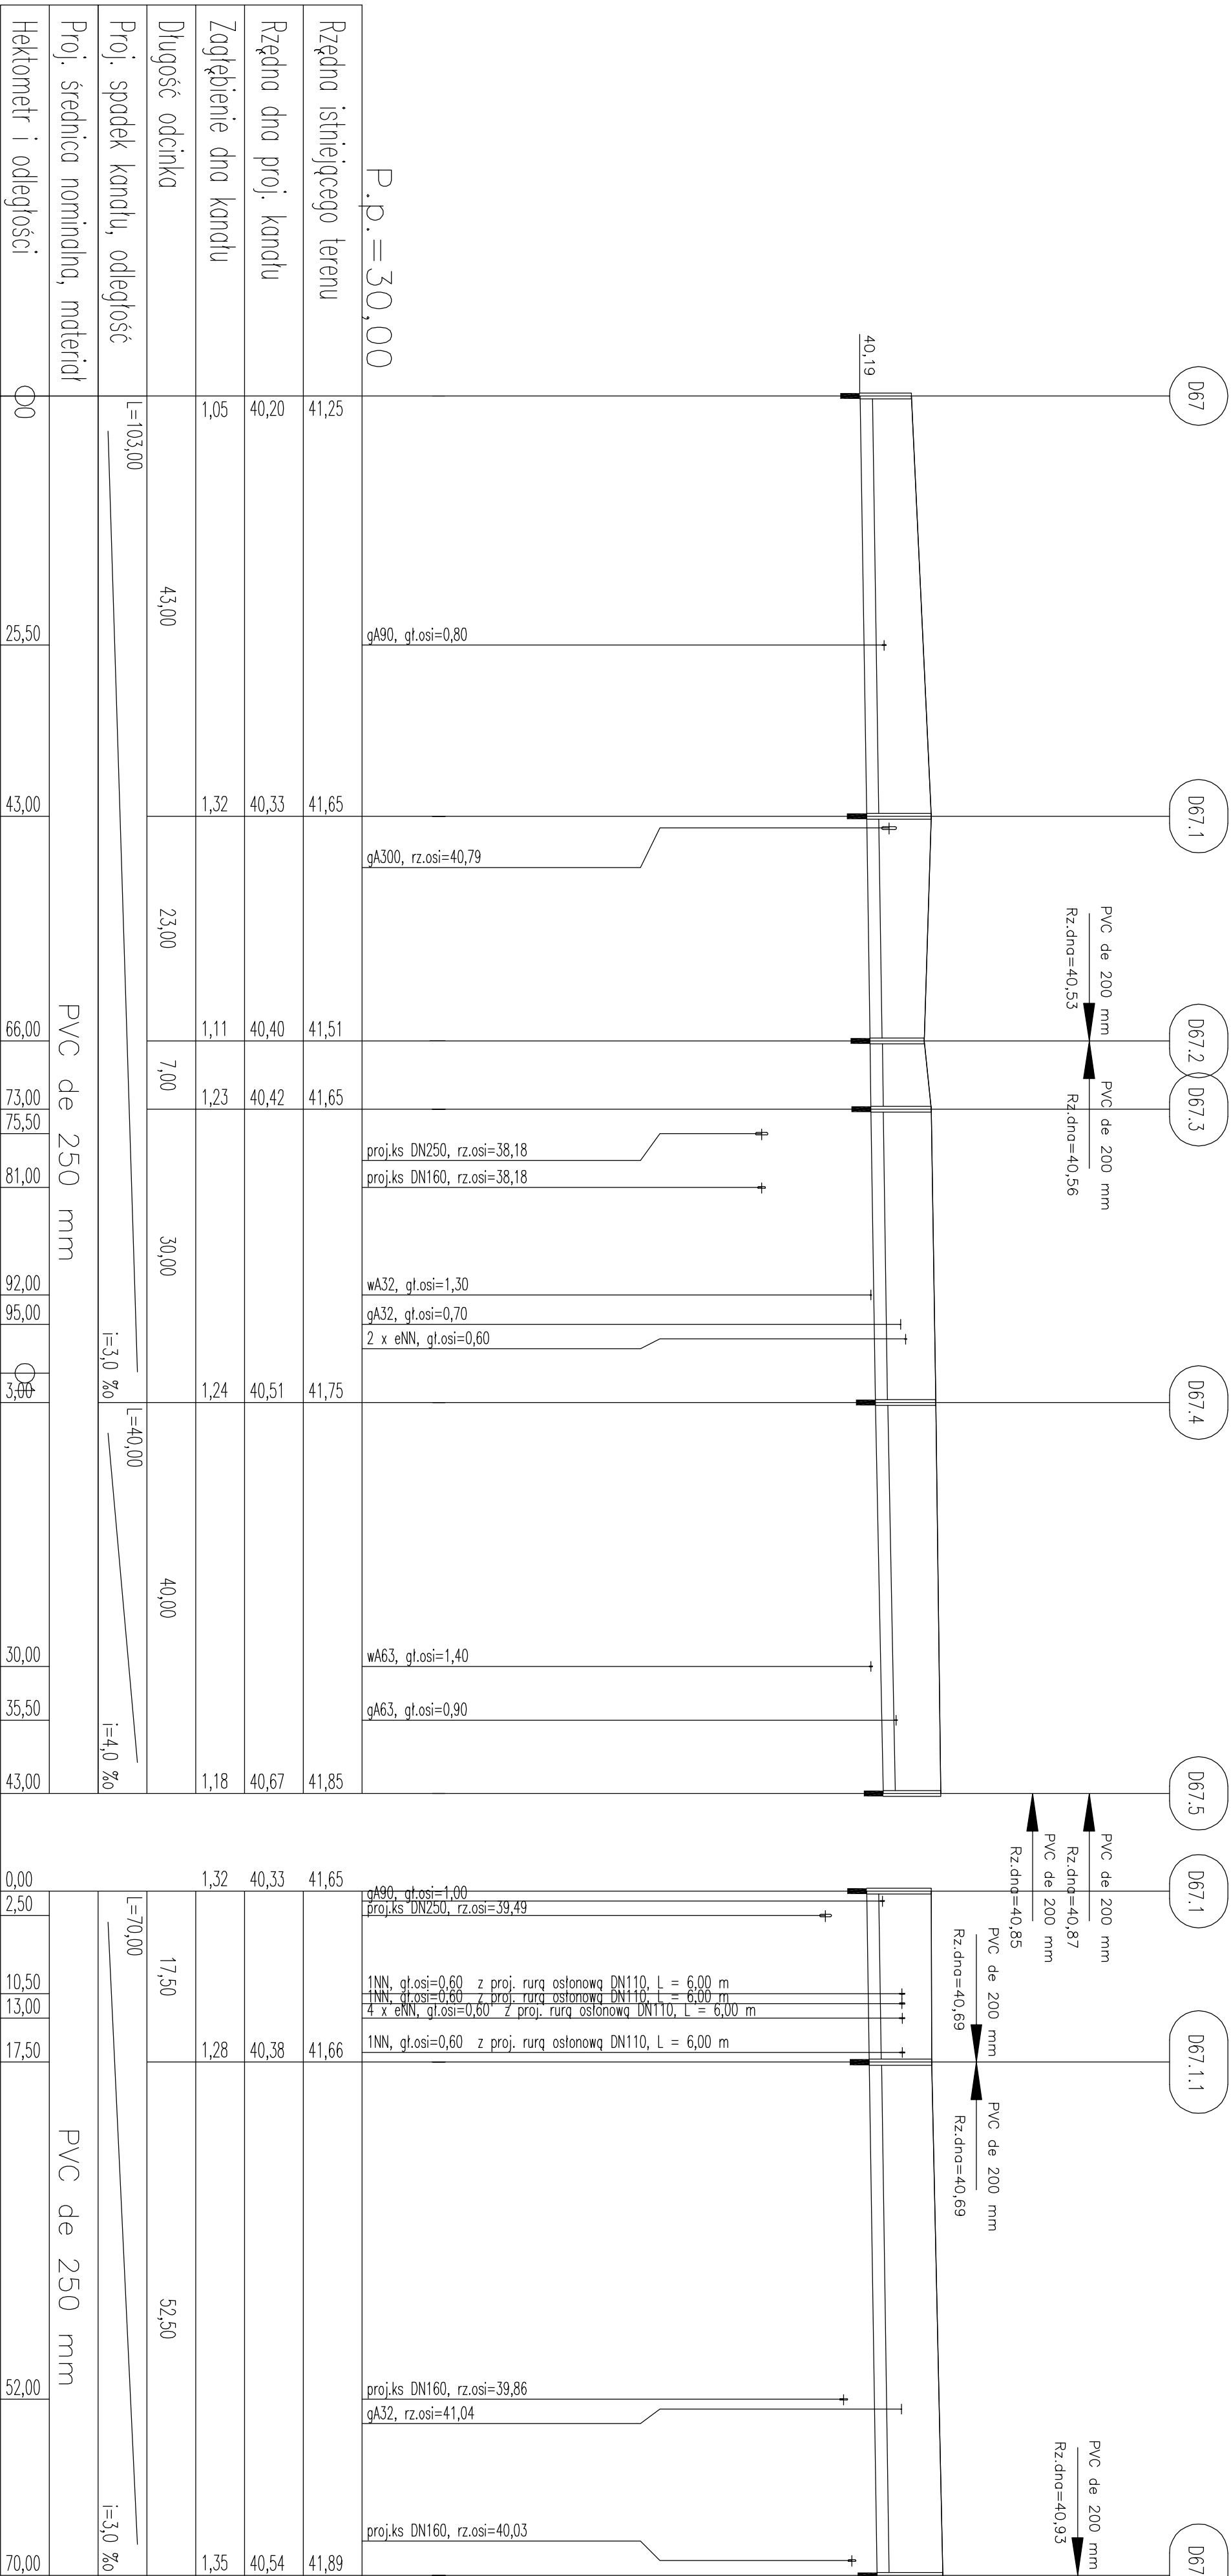 D67
D67.1
D67.2
D67.3
D67.4
D67.5
D67.1
D67.1.1
D67
PVC de 200 mm
Rz.dna=40,53
PVC de 200 mm
Rz.dna=40,56
PVC de 200 mm
Rz.dna=40,87
PVC de 200 mm
Rz.dna=40,85
PVC de 200 mm
Rz.dna=40,69
PVC de 200 mm
Rz.dna=40,69
PVC de 200 mm
Rz.dna=40,93
40,19
P.p.=30,00
gA90, gł.osi=0,80
gA300, rz.osi=40,79
proj.ks DN250, rz.osi=38,18
proj.ks DN160, rz.osi=38,18
wA32, gł.osi=1,30
gA32, gł.osi=0,70
2 x eNN, gł.osi=0,60
wA63, gł.osi=1,40
gA63, gł.osi=0,90
gA90, gł.osi=1,00
proj.ks DN250, rz.osi=39,49
1NN, gł.osi=0,60 z proj. rurą osłonową DN110, L = 6,00 m
1NN, gł.osi=0,60 z proj. rurą osłonową DN110, L = 6,00 m
4 x eNN, gł.osi=0,60 z proj. rurą osłonową DN110, L = 6,00 m
1NN, gł.osi=0,60 z proj. rurą osłonową DN110, L = 6,00 m
proj.ks DN160, rz.osi=39,86
gA32, rz.osi=41,04
proj.ks DN160, rz.osi=40,03
Rzędna istniejącego terenu 41,25 41,65 41,51 41,65 41,75 41,85 41,65 41,66 41,89
Rzędna dna proj. kanału 40,20 40,33 40,40 40,42 40,51 40,67 40,33 40,38 40,54
Zagłębienie dna kanału 1,05 1,32 1,11 1,23 1,24 1,18 1,32 1,28 1,35
Długość odcinka 43,00 23,00 7,00 30,00 40,00 17,50 52,50
Proj. spadek kanału, odległość L=103,00 i=3,0 ‰ L=40,00 i=4,0 ‰ L=70,00 i=3,0 ‰
Proj. średnica nominalna, materiał PVC de 250 mm PVC de 250 mm
Hektometr i odległości 00 25,50 43,00 66,00 73,00 75,50 81,00 92,00 95,00 01 3,00 30,00 35,50 43,00 0,00 2,50 10,50 13,00 17,50 52,00 70,00